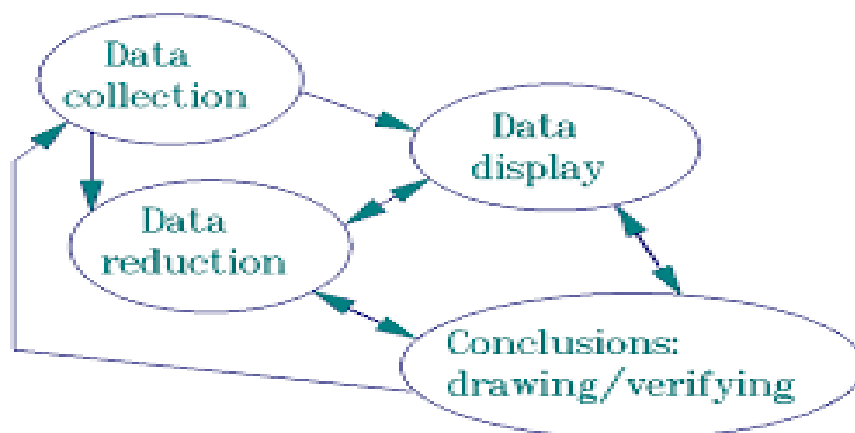 Data
collection
Data
display
Data
reduction
Conclusions:
drawing/verifying